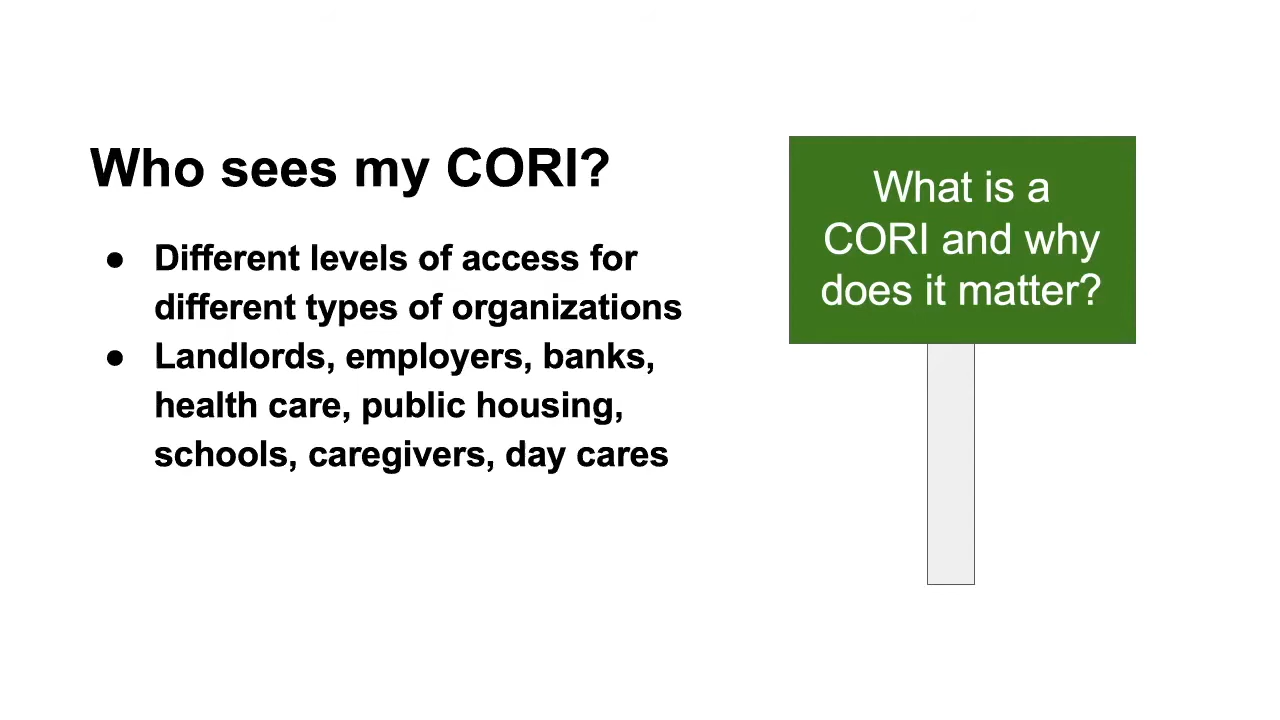 Who sees my CORI?
● Different levels of access for
different types of organizations
● Landlords, employers, banks,
health care, public housing,
schools, caregivers, day cares
What is a
CORI and why
does it matter?